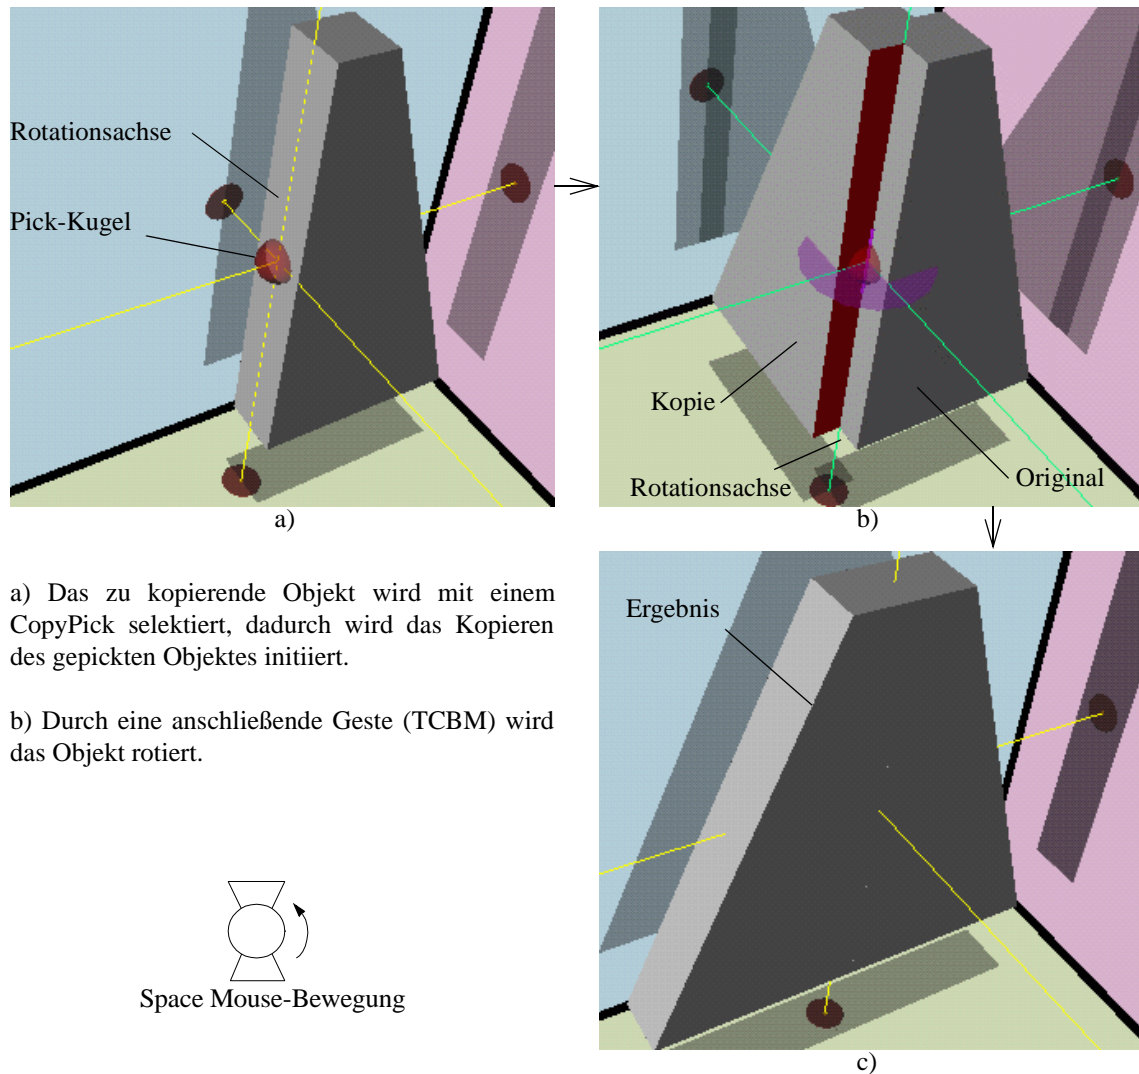 Rotationsachse
Pick-Kugel
a)
Kopie
Rotationsachse
Original
b)
a) Das zu kopierende Objekt wird mit einem
CopyPick selektiert, dadurch wird das Kopieren
des gepickten Objektes initiiert.
b) Durch eine anschließende Geste (TCBM) wird
das Objekt rotiert.
Space Mouse-Bewegung
Ergebnis
c)